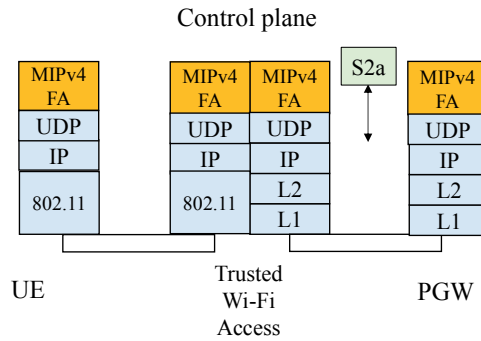 Control plane
MIPv4
FA
UDP
IP
802.11
MIPv4
FA
UDP
IP
802.11
MIPv4
FA
UDP
IP
L2
L1
S2a
MIPv4
FA
UDP
IP
L2
L1
UE
Trusted
Wi-Fi
Access
PGW